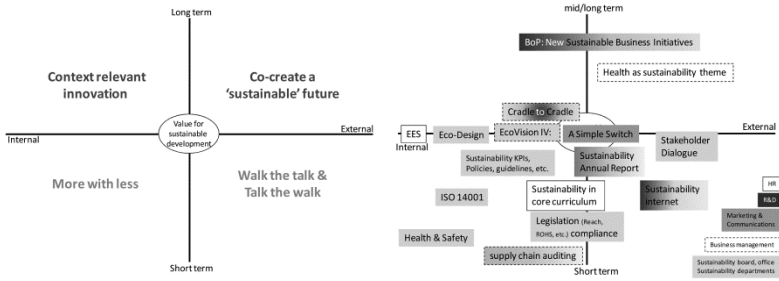 Long term
Context relevant
innovation
Co-create a
'sustainable' future
Value for
sustainable
development
Internal
External
More with less
Walk the talk &
Talk the walk
Short term
mid/long term
BoP: New Sustainable Business Initiatives
Health as sustainability theme
Cradle to Cradle
EES
Eco-Design
EcoVision IV:
A Simple Switch
External
Internal
Stakeholder
Dialogue
Sustainability KPIs,
Policies, guidelines, etc.
Sustainability
Annual Report
ISO 14001
Sustainability in
core curriculum
Sustainability
internet
HR
R&D
Legislation (Reach,
ROHS, etc.) compliance
Marketing &
Communications
Health & Safety
Business management
supply chain auditing
Sustainability board, office
Sustainability departments
Short term